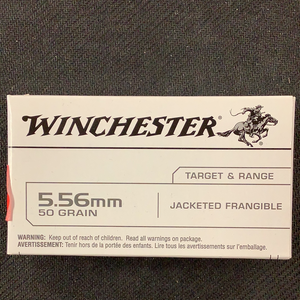 WINCHESTER
TARGET & RANGE
5.56mm
50 GRAIN
JACKETED FRANGIBLE
WARNING: Keep out of reach of children. Read all warnings on package.
AVERTISSEMENT: Tenir hors de la portée des enfants. Lire tous les avertissements sur l'emballage.